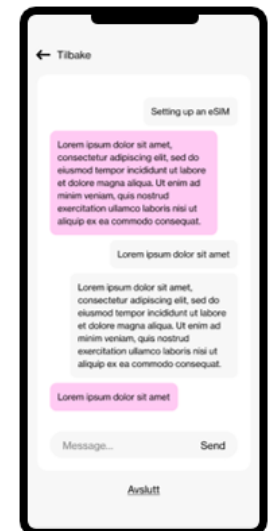 ← Tilbake
Setting up an eSIM
Lorem ipsum dolor sit amet,
consectetur adipiscing elit, sed do
eiusmod tempor incididunt ut labore
et dolore magna aliqua. Ut enim ad
minim veniam, quis nostrud
exercitation ullamco laboris nisi ut
aliquip ex ea commodo consequat.
Lorem ipsum dolor sit amet
Lorem ipsum dolor sit amet,
consectetur adipiscing elit, sed do
eiusmod tempor incididunt ut labore
et dolore magna aliqua. Ut enim ad
minim veniam, quis nostrud
exercitation ullamco laboris nisi ut
aliquip ex ea commodo consequat.
Lorem ipsum dolor sit amet
Message... Send
Avslutt